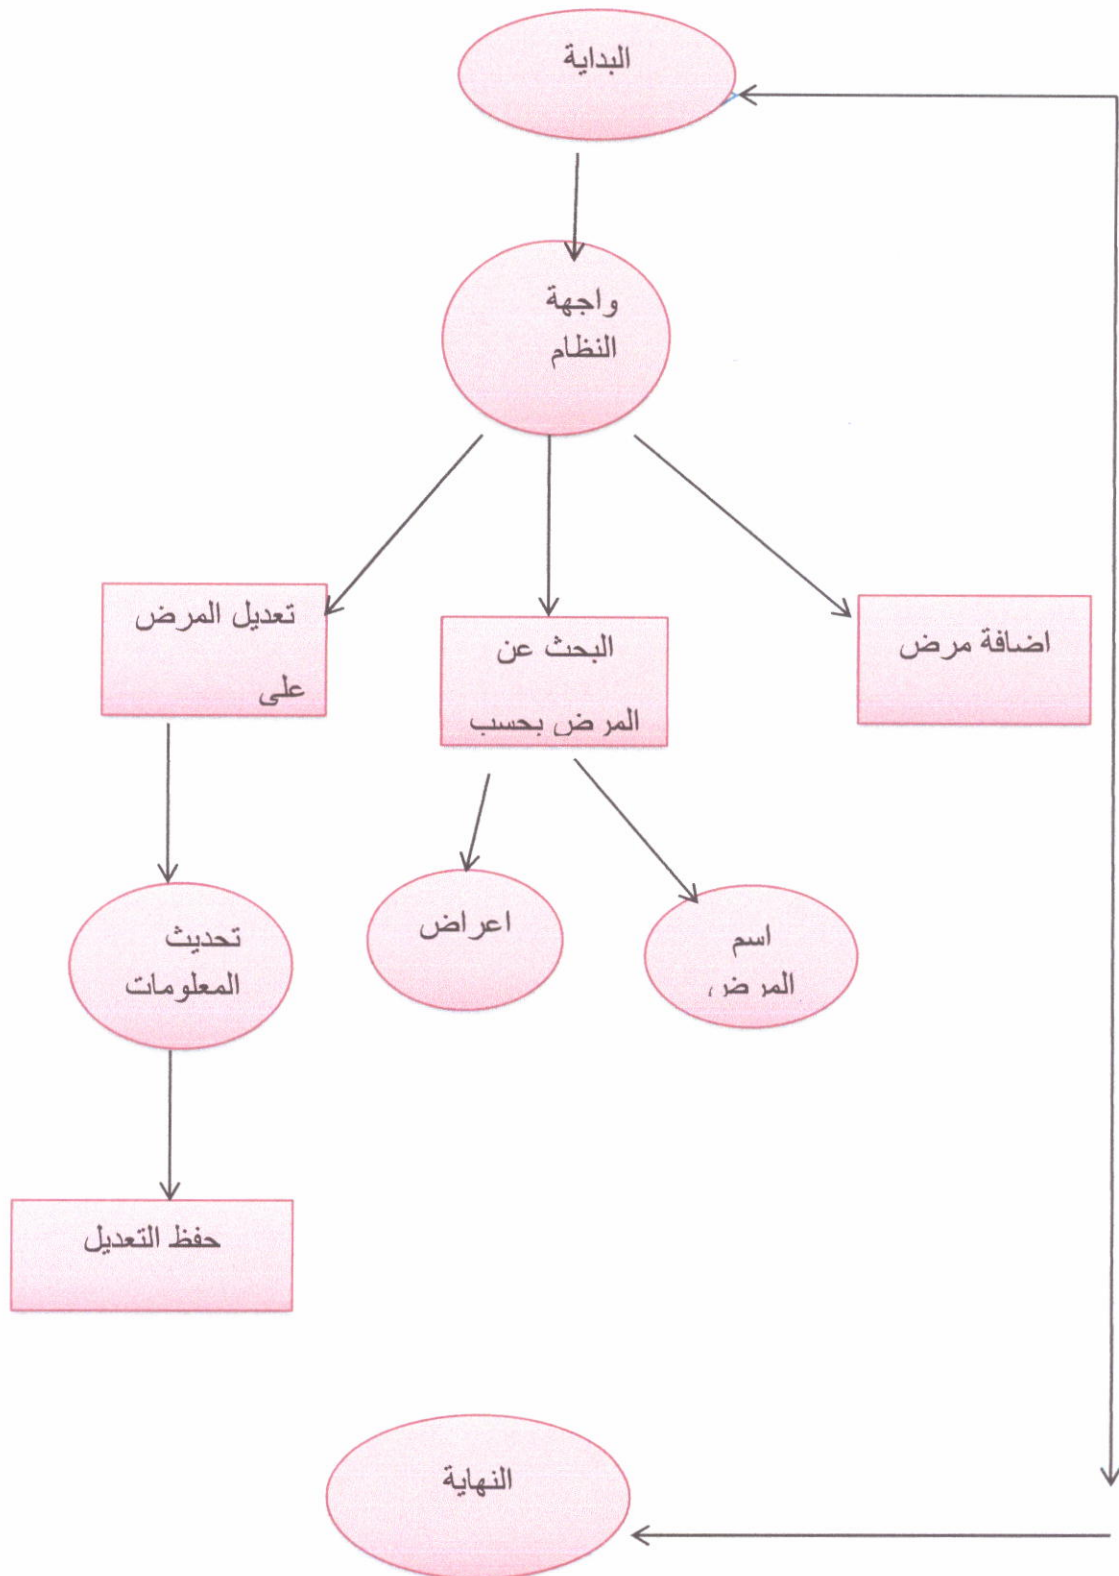 البداية
واجهة
النظام
اضافة مرض
البحث عن
المرض بحسب
تعديل المرض
على
اسم
المرض
اعراض
تحديث
المعلومات
حفظ التعديل
النهاية